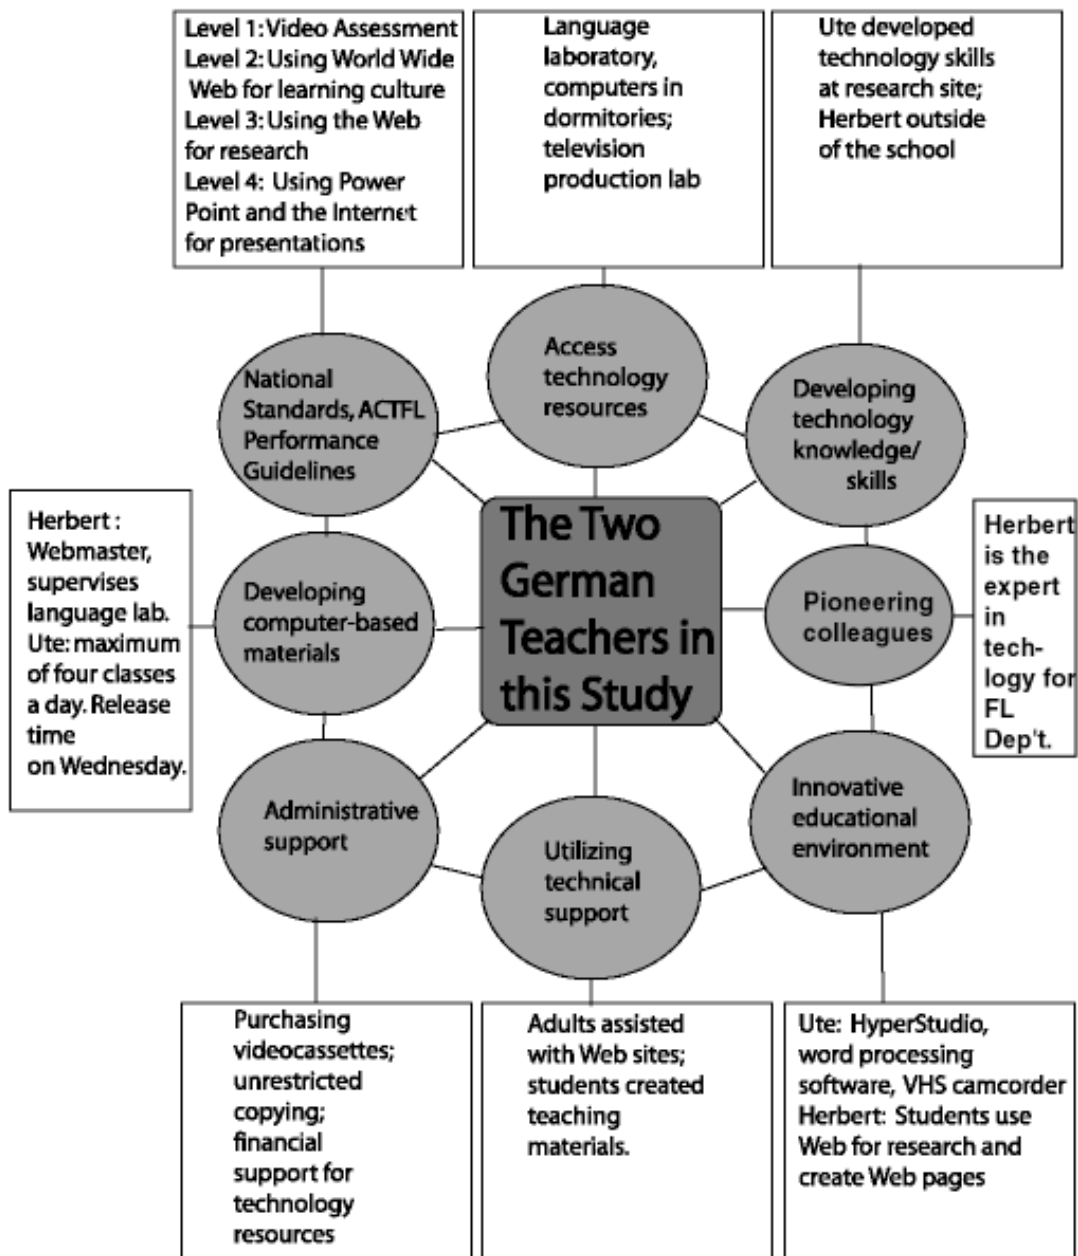 Level 1: Video Assessment
Level 2: Using World Wide
Web for learning culture
Level 3: Using the Web
for research
Level 4: Using Power
Point and the Internet
for presentations
Language
laboratory,
computers in
dormitories;
television
production lab
Ute developed
technology skills
at research site;
Herbert outside
of the school
National
Standards, ACTFL
Performance
Guidelines
Access
technology
resources
Developing
technology
knowledge/
skills
Herbert :
Webmaster,
supervises
language lab.
Ute: maximum
of four classes
a day. Release
time
on Wednesday.
Developing
computer-based
materials
The Two
German
Teachers in
this Study
Pioneering
colleagues
Herbert
is the
expert
in
tech-
logy for
FL
Dep't.
Administrative
support
Utilizing
technical
support
Innovative
educational
environment
Purchasing
videocassettes;
unrestricted
copying;
financial
support for
technology
resources
Adults assisted
with Web sites;
students created
teaching
materials.
Ute: HyperStudio,
word processing
software, VHS camcorder
Herbert: Students use
Web for research and
create Web pages